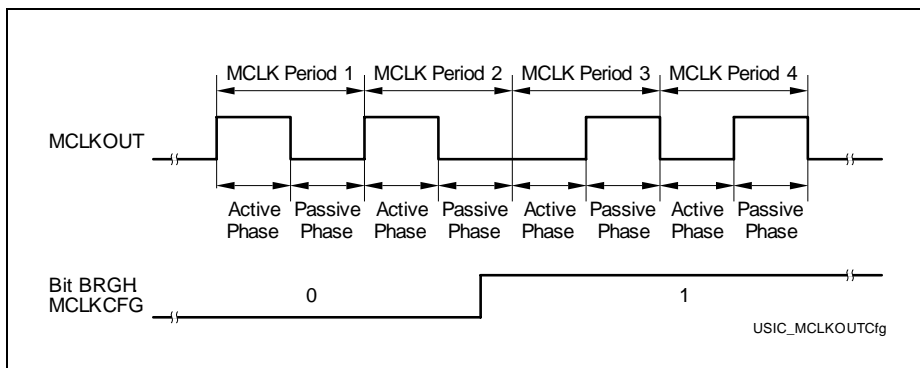 MCLK Period 1 MCLK Period 2 MCLK Period 3 MCLK Period 4
MCLKOUT
Active Phase Passive Phase Active Phase Passive Phase Active Phase Passive Phase Active Phase Passive Phase
Bit BRGH
MCLKCFG
0 1
USIC_MCLKOUTCfg